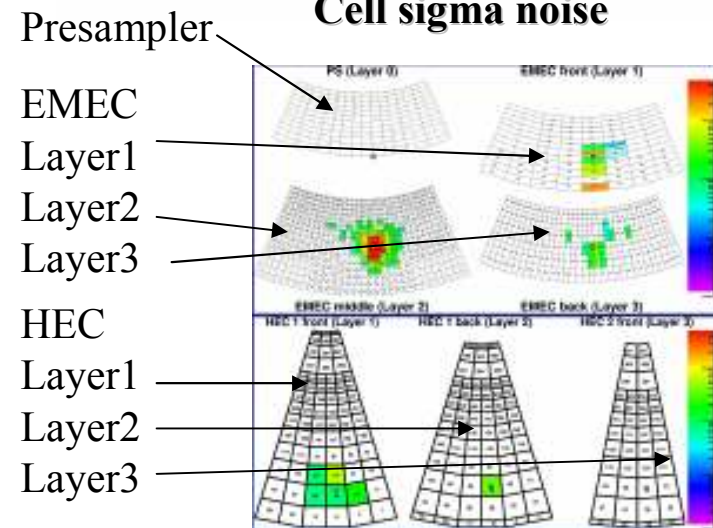 Cell sigma noise
Presampler
PS (Layer 0)
EMEC front (Layer 1)
EMEC
Layer1
Layer2
Layer3
EMEC middle (Layer 2)
EMEC back (Layer 3)
HEC
HEC 1 front (Layer 1)
HEC 1 back (Layer 2)
HEC 2 front (Layer 3)
Layer1
Layer2
Layer3